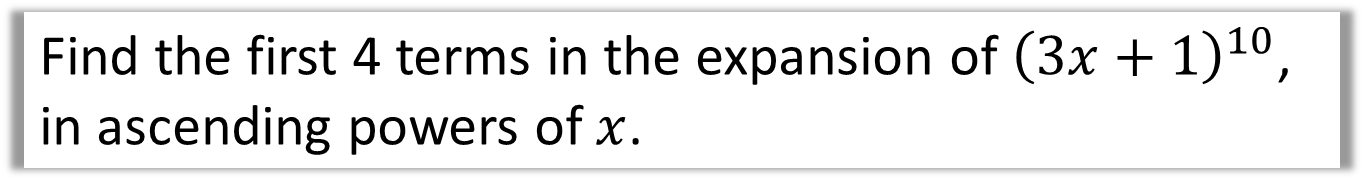 Find the first 4 terms in the expansion of (3x + 1)¹⁰,
in ascending powers of x.